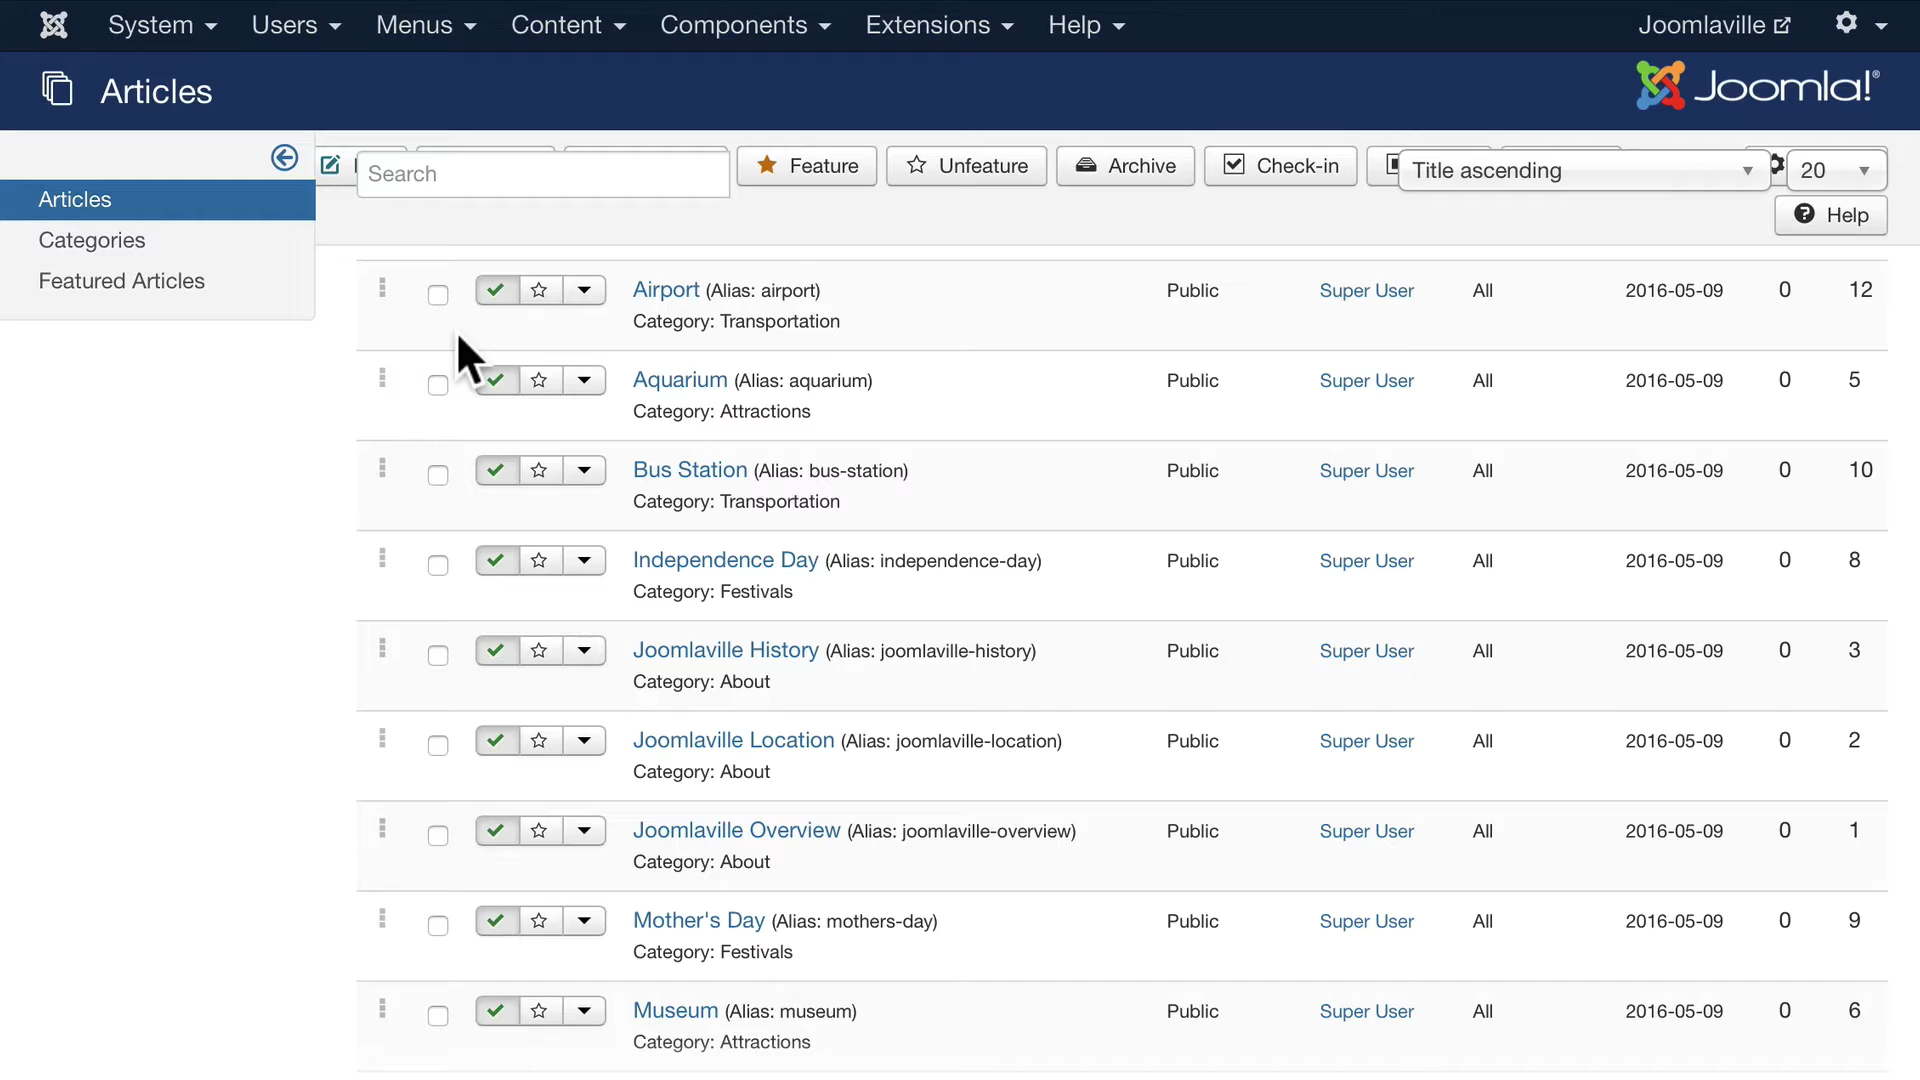 System Users Menus Content Components Extensions Help Joomlaville
Articles Joomla!®
Search Feature Unfeature Archive Check-in Title ascending 20
Help
Articles
Categories
Featured Articles
Airport (Alias: airport) Public Super User All 2016-05-09 0 12
Category: Transportation
Aquarium (Alias: aquarium) Public Super User All 2016-05-09 0 5
Category: Attractions
Bus Station (Alias: bus-station) Public Super User All 2016-05-09 0 10
Category: Transportation
Independence Day (Alias: independence-day) Public Super User All 2016-05-09 0 8
Category: Festivals
Joomlaville History (Alias: joomlaville-history) Public Super User All 2016-05-09 0 3
Category: About
Joomlaville Location (Alias: joomlaville-location) Public Super User All 2016-05-09 0 2
Category: About
Joomlaville Overview (Alias: joomlaville-overview) Public Super User All 2016-05-09 0 1
Category: About
Mother's Day (Alias: mothers-day) Public Super User All 2016-05-09 0 9
Category: Festivals
Museum (Alias: museum) Public Super User All 2016-05-09 0 6
Category: Attractions